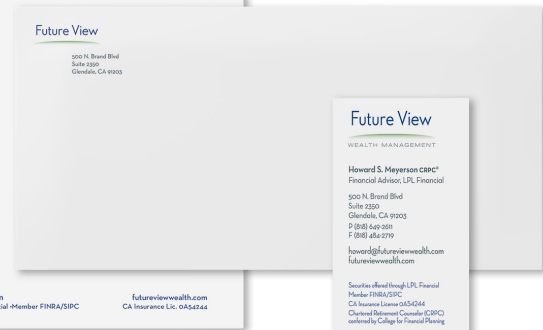 Future View
500 N. Brand Blvd
Suite 2350
Glendale, CA 91203
Future View
WEALTH MANAGEMENT
Howard S. Meyerson CRPC®
Financial Advisor, LPL Financial
500 N. Brand Blvd
Suite 2350
Glendale, CA 91203
P (818) 649-2611
F (818) 484-2719
howard@futureviewwealth.com
futureviewwealth.com
Securities offered through LPL Financial
Member FINRA/SIPC
CA Insurance License 0A54244
Chartered Retirement Counselor (CRPC)
conferred by College for Financial Planning
futureviewwealth.com
•Member FINRA/SIPC
CA Insurance Lic. 0A54244